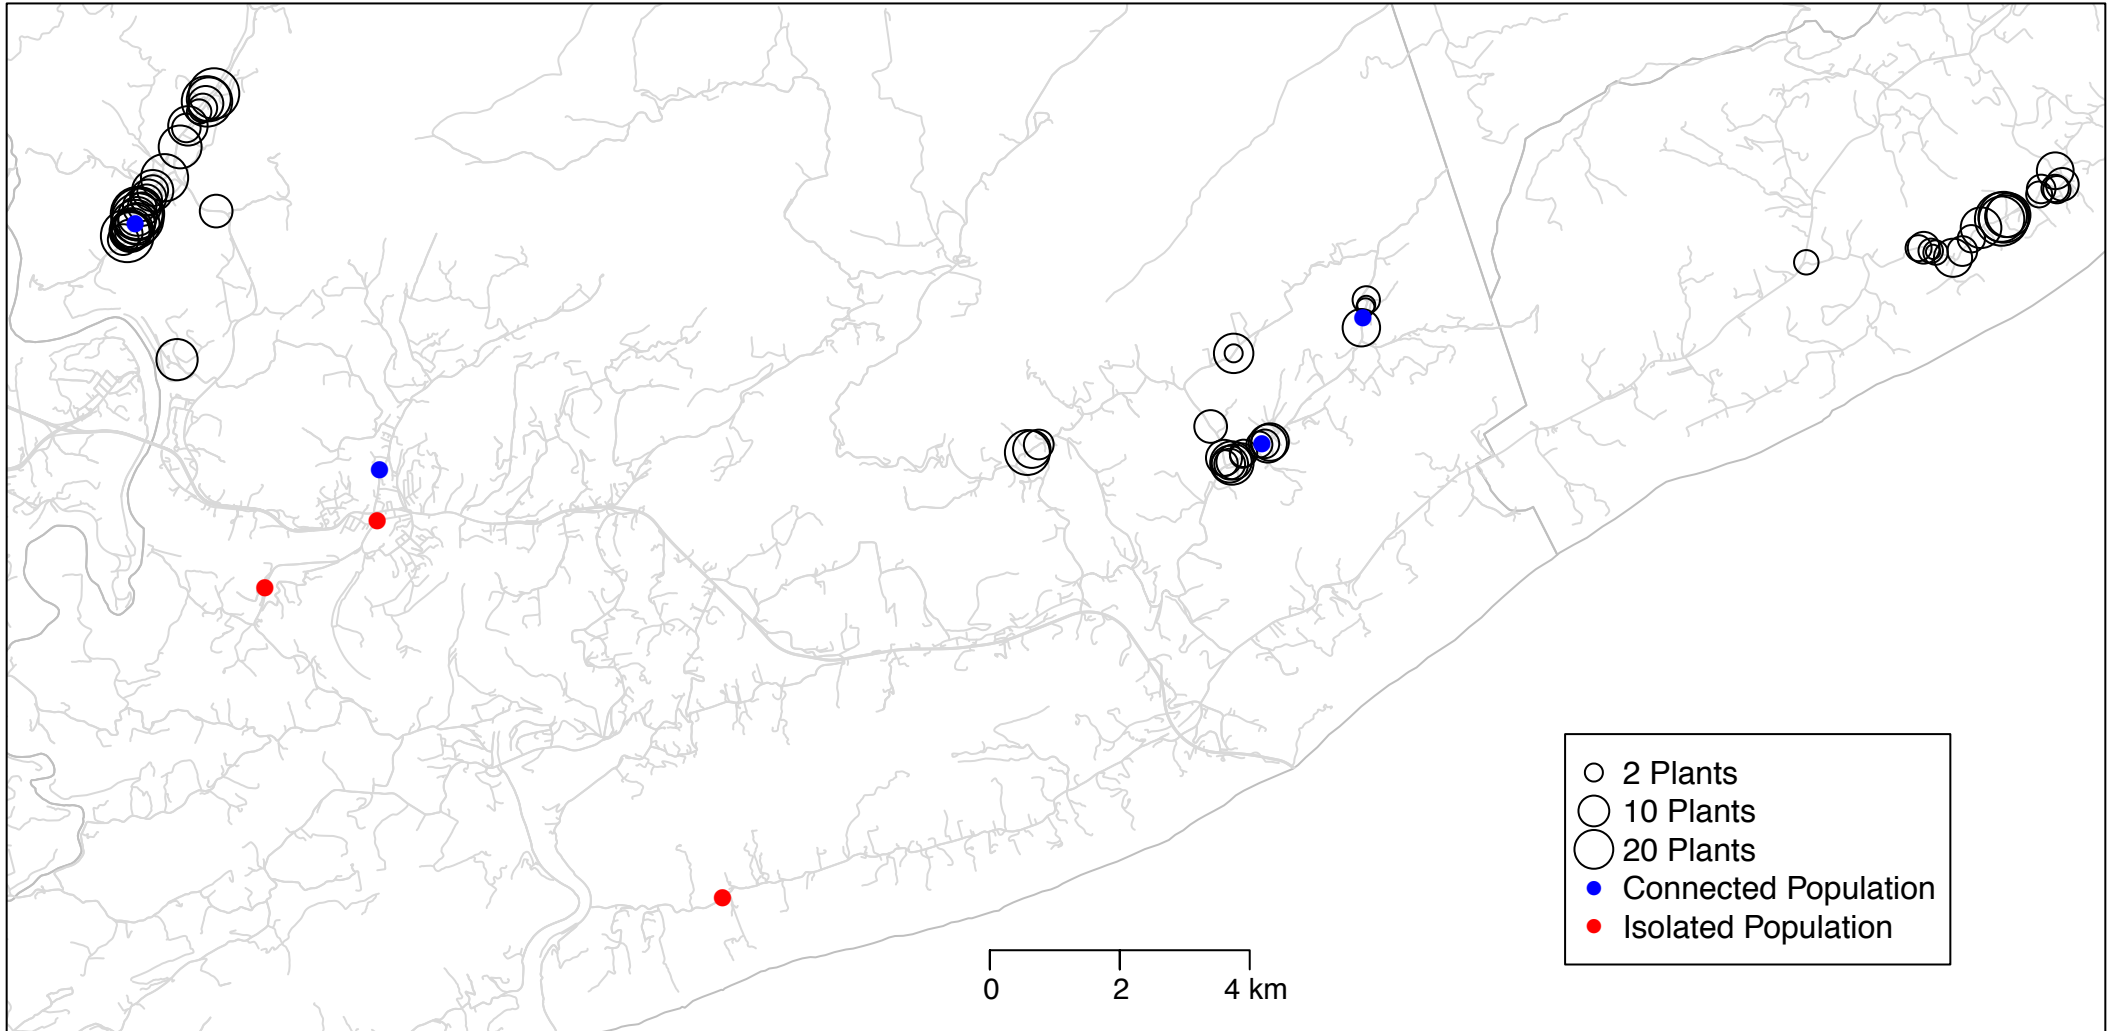 2 Plants
10 Plants
20 Plants
Connected Population
Isolated Population
0 2 4 km